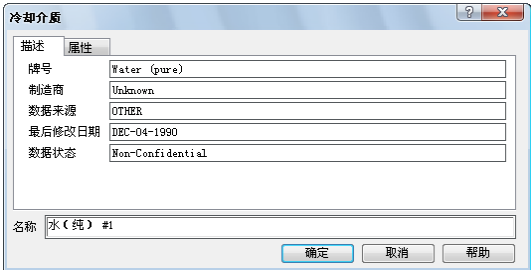 冷却介质
描述 属性
牌号 Water (pure)
制造商 Unknown
数据来源 OTHER
最后修改日期 DEC-04-1990
数据状态 Non-Confidential
名称 水(纯) #1
确定 取消 帮助